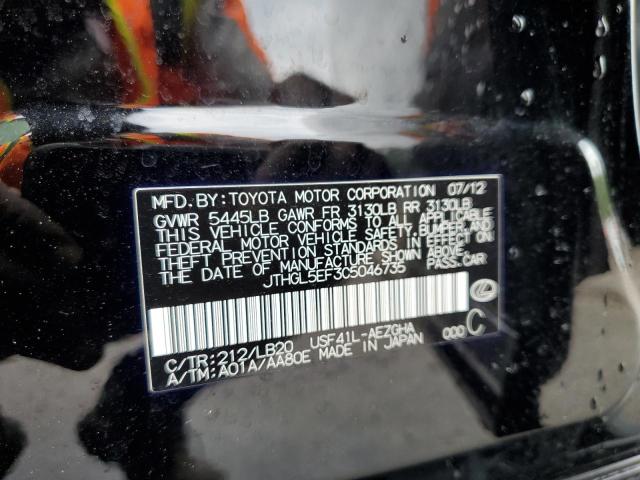 MFD. BY: TOYOTA MOTOR CORPORATION 07/12
GVWR 5445LB GAWR FR 3130LB RR 3130LB
THIS VEHICLE CONFORMS TO ALL APPLICABLE
FEDERAL MOTOR VEHICLE SAFETY, BUMPER, AND
THEFT PREVENTION STANDARDS IN EFFECT ON
THE DATE OF MANUFACTURE SHOWN ABOVE.
JTHGL5EF3C5046735 PASS.CAR
C/TR:212/LB20 USF41L-AEZGHA 000 C
A/TM:A01A/AA80E MADE IN JAPAN